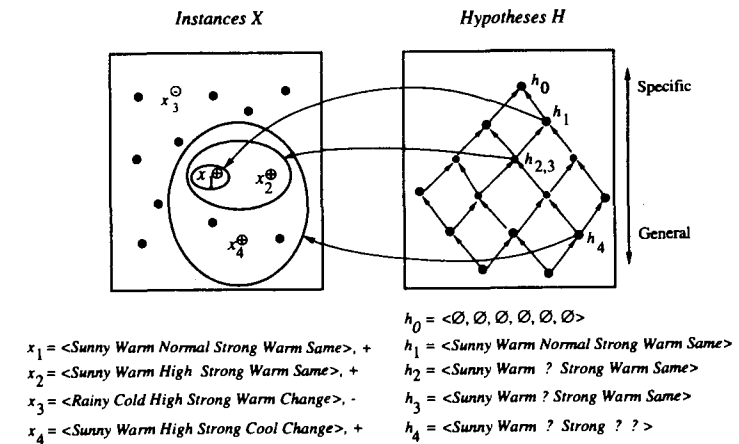 Instances X
Hypotheses H
x3
x1
x2
x4
h0
h1
h2,3
h4
Specific
General
x1 = <Sunny Warm Normal Strong Warm Same>, +
x2 = <Sunny Warm High Strong Warm Same>, +
x3 = <Rainy Cold High Strong Warm Change>, -
x4 = <Sunny Warm High Strong Cool Change>, +
h0 = <Ø, Ø, Ø, Ø, Ø, Ø>
h1 = <Sunny Warm Normal Strong Warm Same>
h2 = <Sunny Warm ? Strong Warm Same>
h3 = <Sunny Warm ? Strong Warm Same>
h4 = <Sunny Warm ? Strong ? ? >